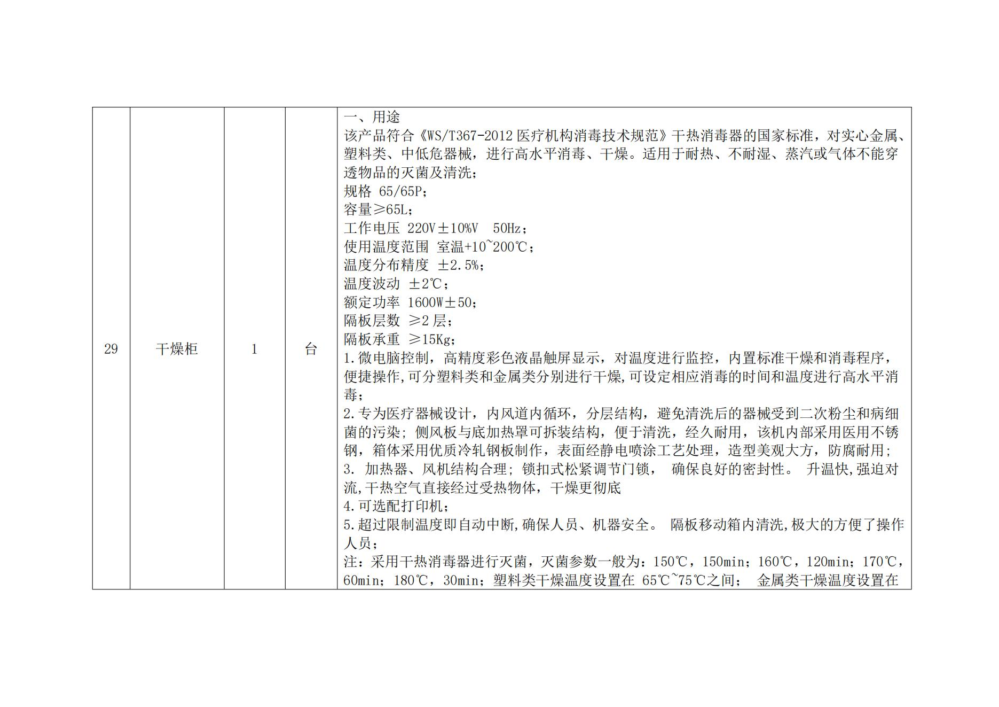 29
干燥柜
1
台
一、用途
该产品符合《WS/T367-2012 医疗机构消毒技术规范》干热消毒器的国家标准，对实心金属、
塑料类、中低危器械，进行高水平消毒、干燥。适用于耐热、不耐湿、蒸汽或气体不能穿
透物品的灭菌及清洗；
规格 65/65P；
容量≥65L；
工作电压 220V±10%V  50Hz；
使用温度范围 室温+10~200℃；
温度分布精度 ±2.5%；
温度波动 ±2℃；
额定功率 1600W±50；
隔板层数 ≥2 层；
隔板承重 ≥15Kg；
1.微电脑控制，高精度彩色液晶触屏显示，对温度进行监控，内置标准干燥和消毒程序，
便捷操作,可分塑料类和金属类分别进行干燥,可设定相应消毒的时间和温度进行高水平消
毒；
2.专为医疗器械设计，内风道内循环，分层结构，避免清洗后的器械受到二次粉尘和病细
菌的污染; 侧风板与底加热罩可拆装结构，便于清洗，经久耐用，该机内部采用医用不锈
钢，箱体采用优质冷轧钢板制作，表面经静电喷涂工艺处理，造型美观大方，防腐耐用;
3. 加热器、风机结构合理; 锁扣式松紧调节门锁， 确保良好的密封性。 升温快,强迫对
流,干热空气直接经过受热物体，干燥更彻底
4.可选配打印机；
5.超过限制温度即自动中断,确保人员、机器安全。 隔板移动箱内清洗,极大的方便了操作
人员；
注：采用干热消毒器进行灭菌，灭菌参数一般为：150℃，150min；160℃，120min；170℃，
60min；180℃，30min；塑料类干燥温度设置在 65℃~75℃之间； 金属类干燥温度设置在